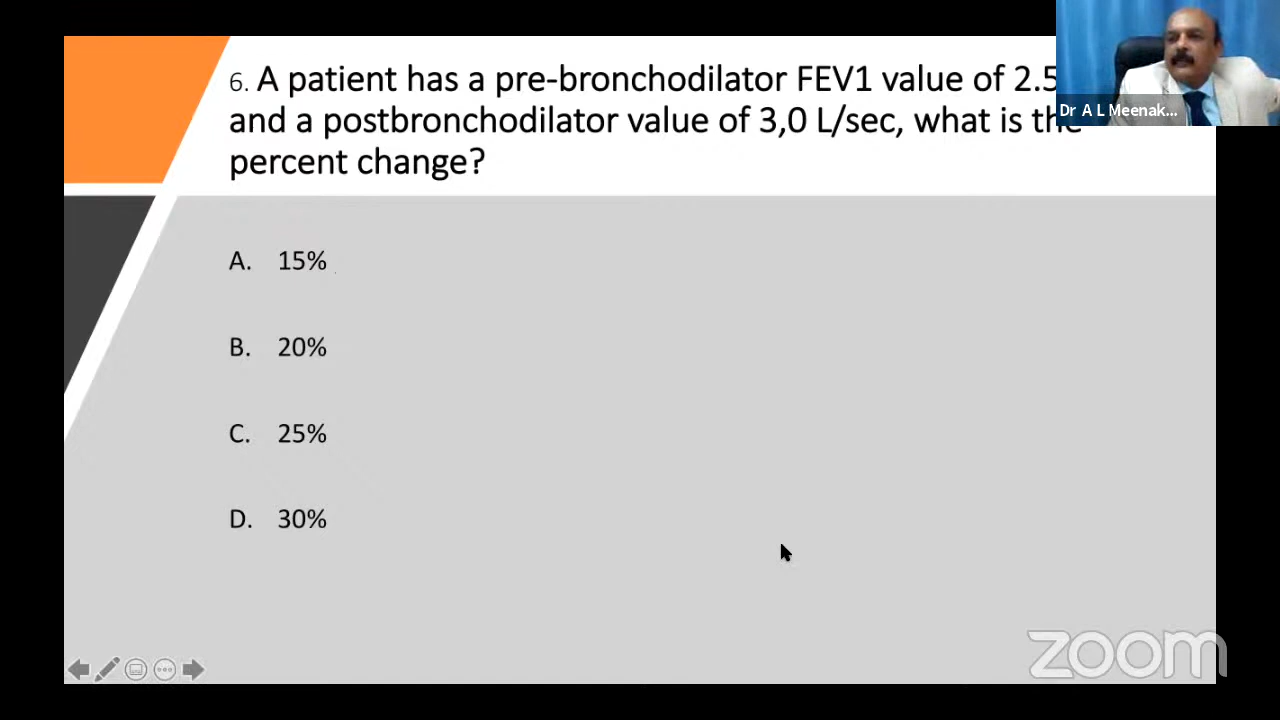 6. A patient has a pre-bronchodilator FEV1 value of 2.5
and a postbronchodilator value of 3,0 L/sec, what is the
percent change?
A. 15%
B. 20%
C. 25%
D. 30%
Dr A L Meenak...
zoom